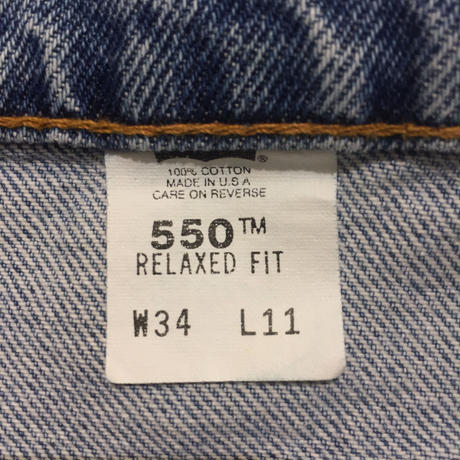 ®
100% COTTON
MADE IN U.S.A
CARE ON REVERSE
550™
RELAXED FIT
W34 L11